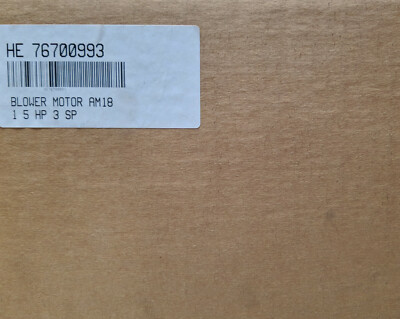 HE 76700993
BLOWER MOTOR AM18
1 5 HP 3 SP